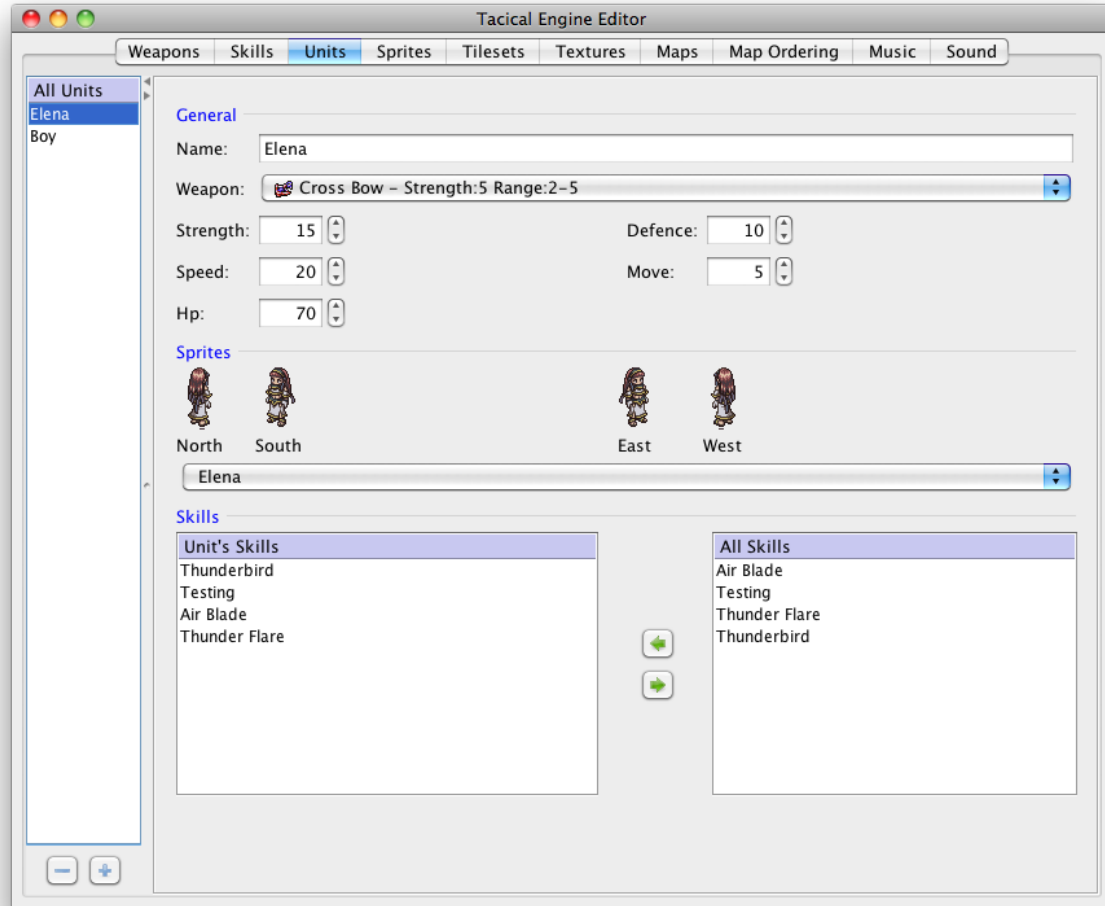 Tacical Engine Editor
Weapons Skills Units Sprites Tilesets Textures Maps Map Ordering Music Sound
All Units
Elena
Boy
General
Name: Elena
Weapon: Cross Bow - Strength:5 Range:2-5
Strength: 15 Defence: 10
Speed: 20 Move: 5
Hp: 70
Sprites
North South East West
Elena
Skills
Unit's Skills
Thunderbird
Testing
Air Blade
Thunder Flare
All Skills
Air Blade
Testing
Thunder Flare
Thunderbird